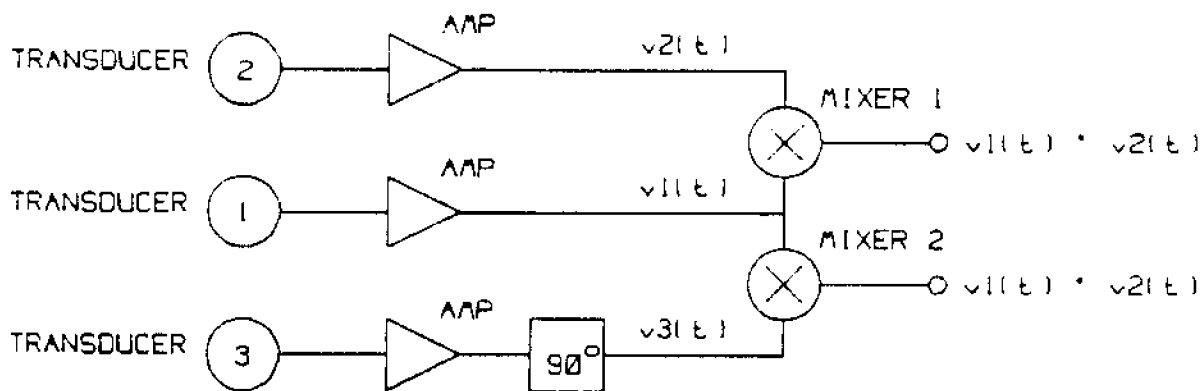 AMP
TRANSDUCER 2 v2(t)
MIXER 1
v1(t) · v2(t)
AMP
TRANSDUCER 1 v1(t)
MIXER 2
v1(t) · v2(t)
AMP
TRANSDUCER 3 90° v3(t)